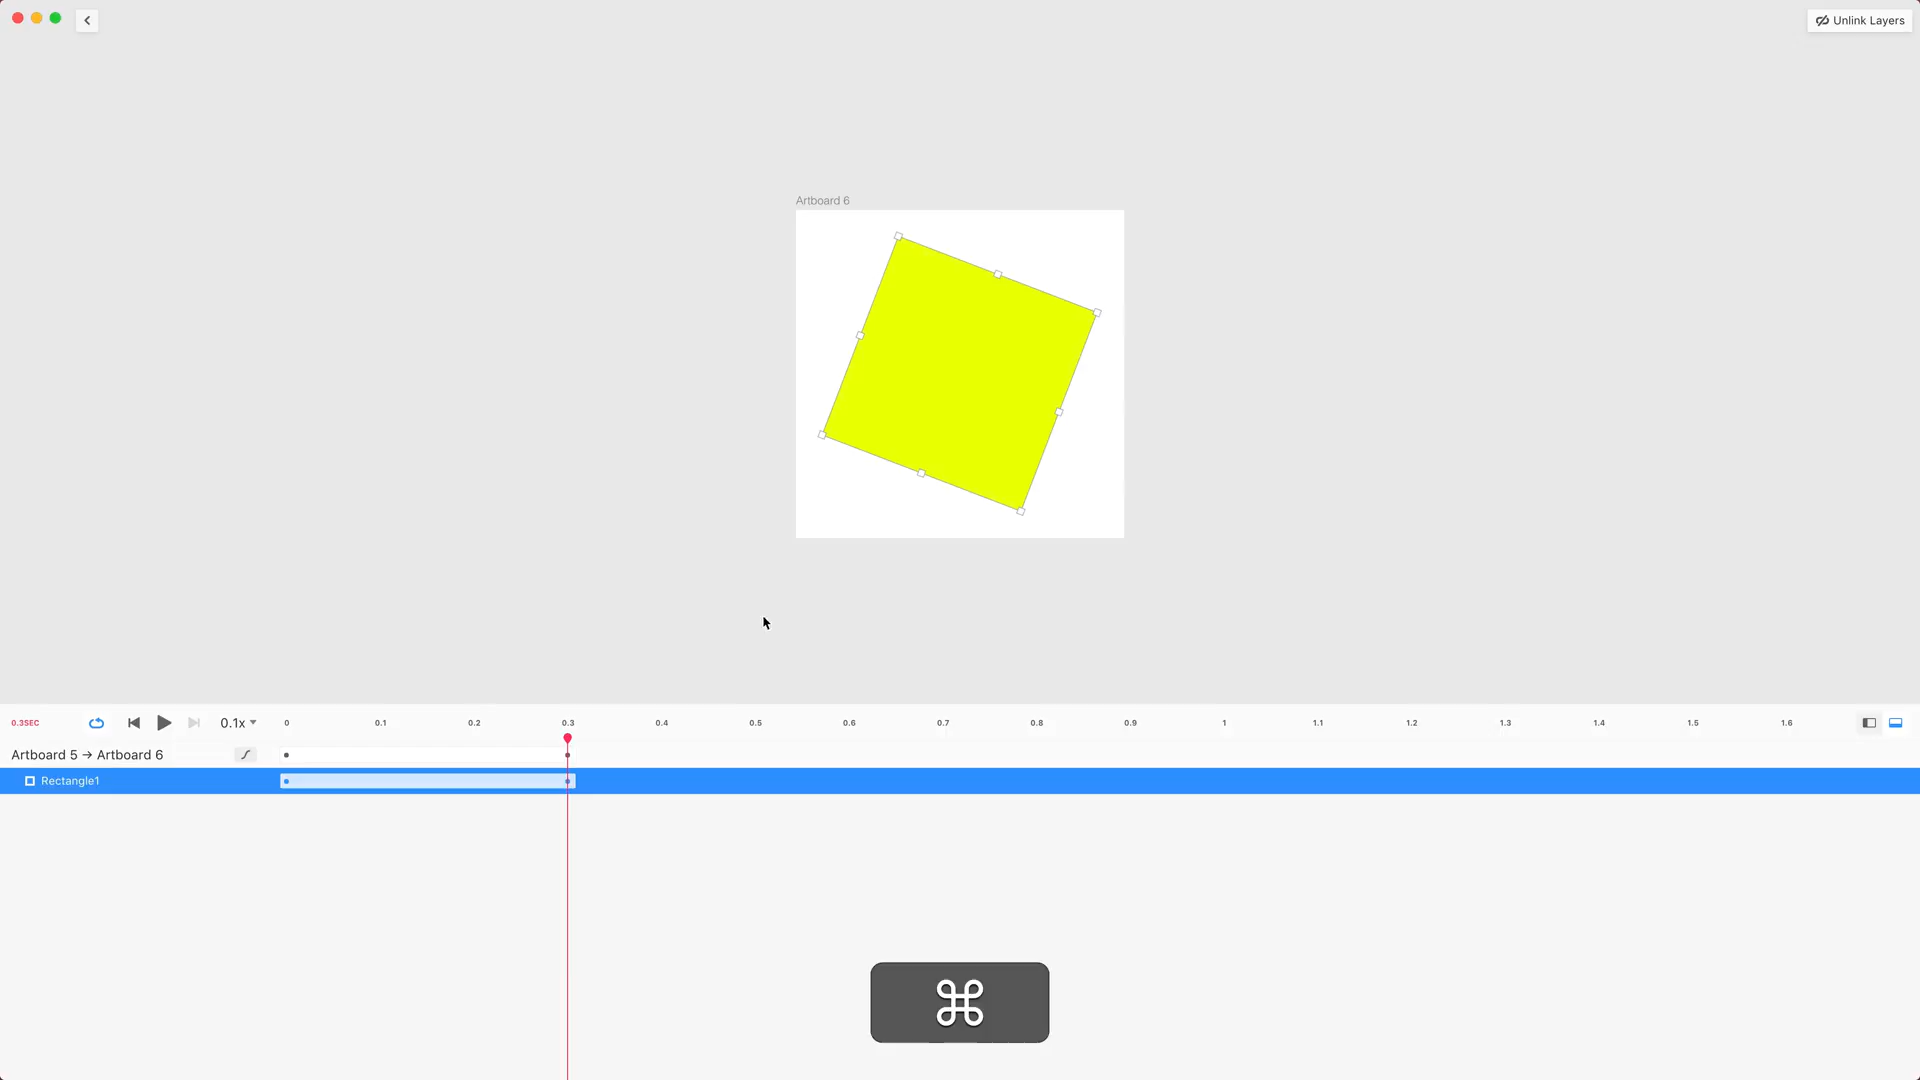 Unlink Layers
Artboard 6
0.3SEC
0.1x
0 0.1 0.2 0.3 0.4 0.5 0.6 0.7 0.8 0.9 1 1.1 1.2 1.3 1.4 1.5 1.6
Artboard 5 → Artboard 6
Rectangle1
⌘